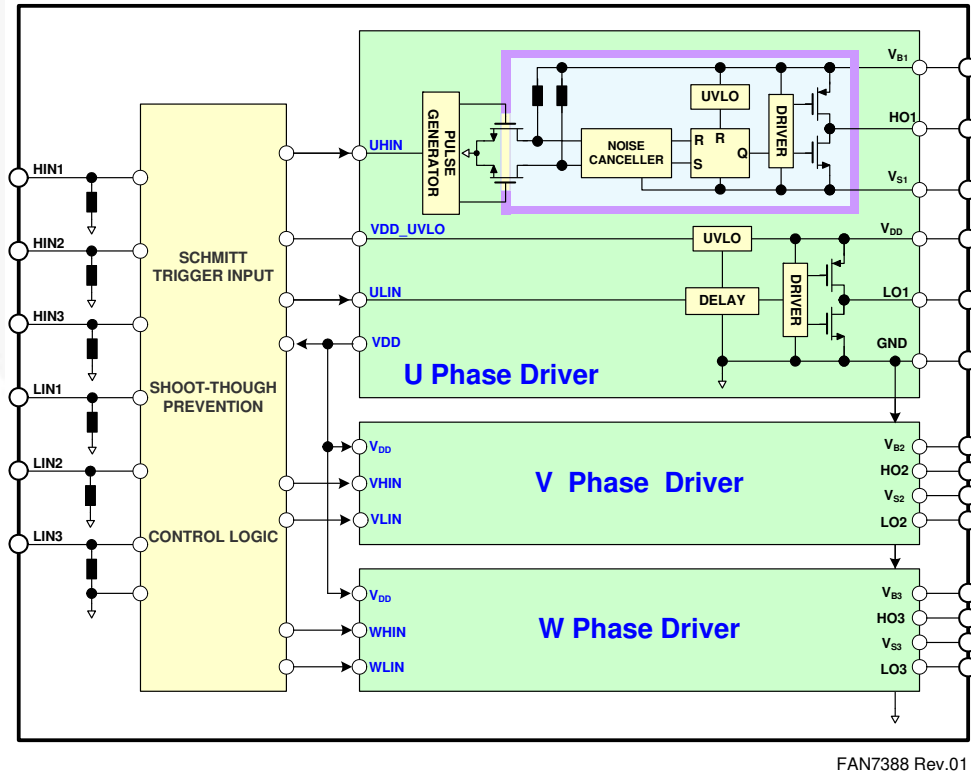 HIN1
HIN2
HIN3
LIN1
LIN2
LIN3
SCHMITT
TRIGGER INPUT
SHOOT-THOUGH
PREVENTION
CONTROL LOGIC
UHIN
VDD_UVLO
ULIN
VDD
PULSE
GENERATOR
NOISE
CANCELLER
UVLO
R
R
S
Q
DRIVER
UVLO
DELAY
DRIVER
U Phase Driver
VB1
HO1
VS1
VDD
LO1
GND
VDD
VHIN
VLIN
V Phase Driver
VB2
HO2
VS2
LO2
VDD
WHIN
WLIN
W Phase Driver
VB3
HO3
VS3
LO3
FAN7388 Rev.01